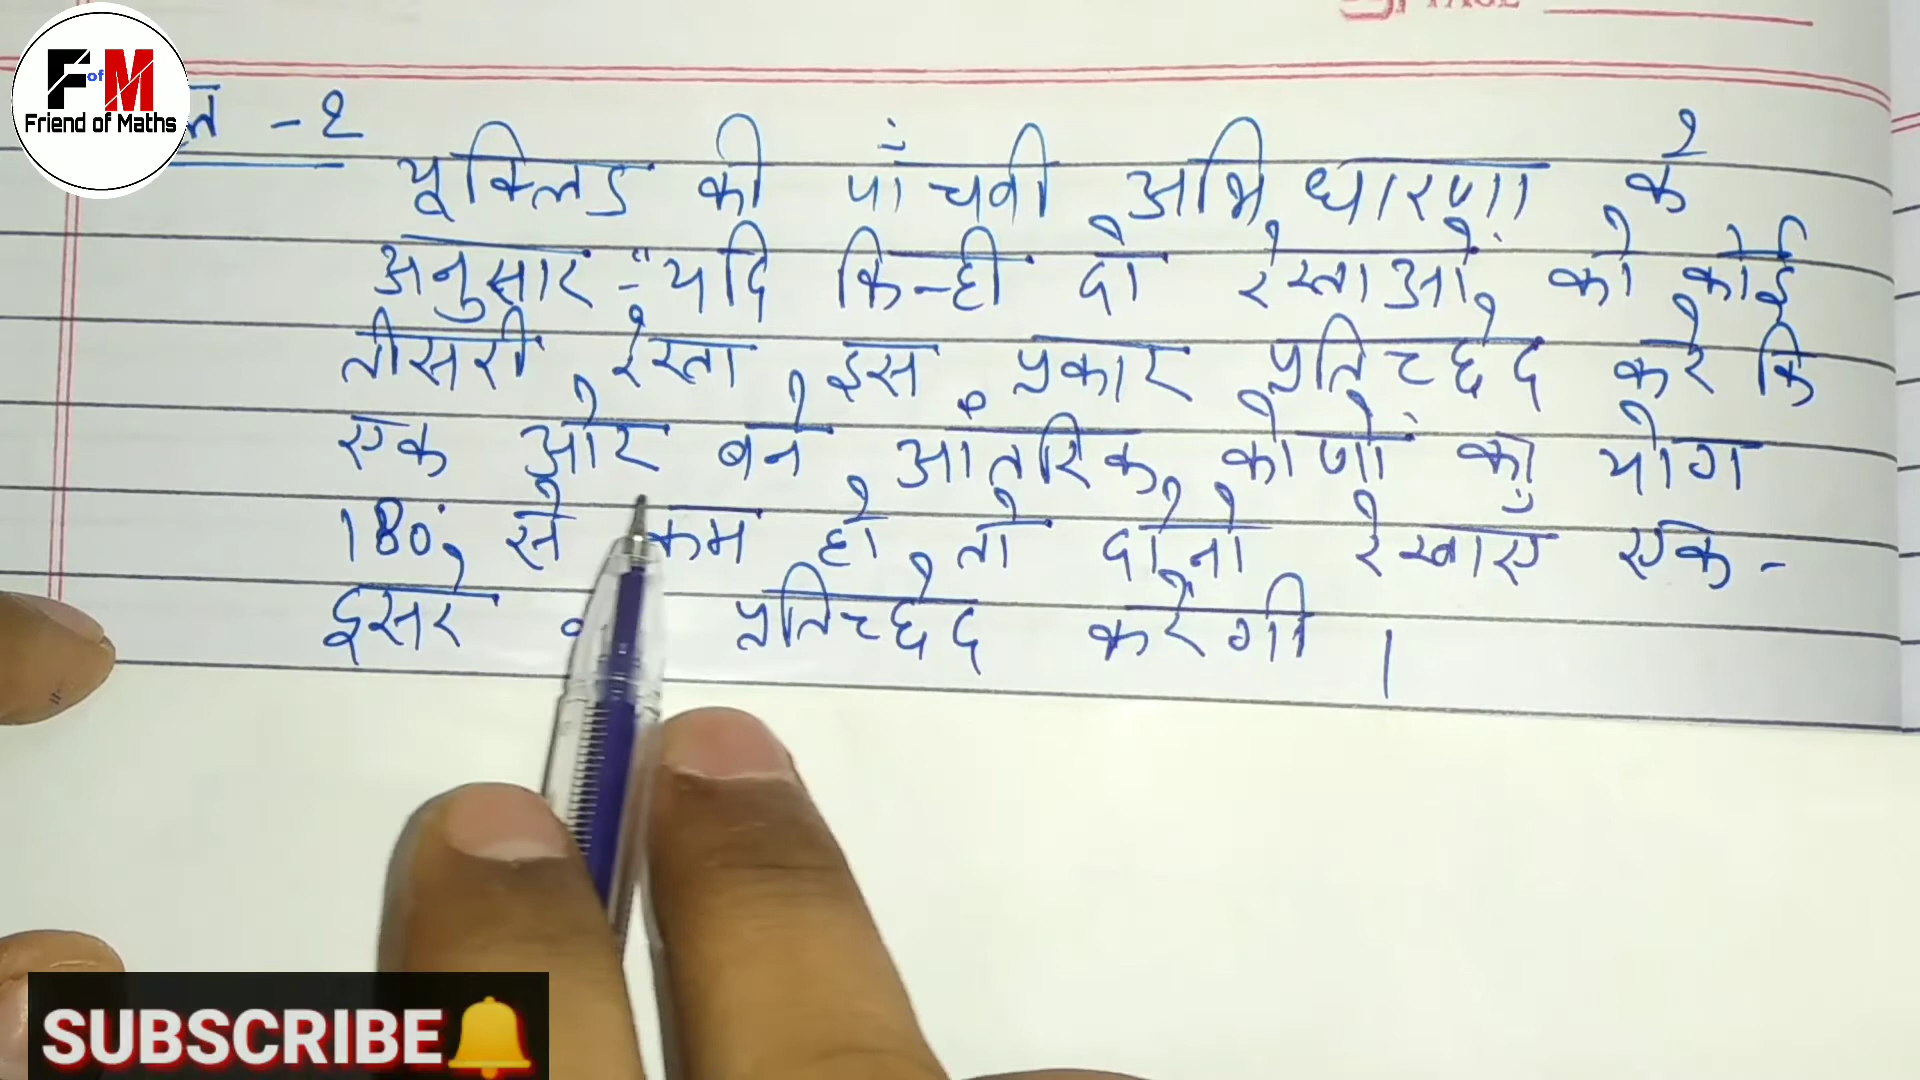 F of M
Friend of Maths
-2
यूक्लिड की पांचवी अभिधारणा के
अनुसार -"यदि किन्ही दो रेखाओं को कोई
तीसरी रेखा इस प्रकार प्रतिच्छेद करे कि
एक ओर बने आंतरिक कोणों का योग
180° से कम हो तो दोनो रेखाए एक-
दूसरे प्रतिच्छेद करेगी ।
SUBSCRIBE